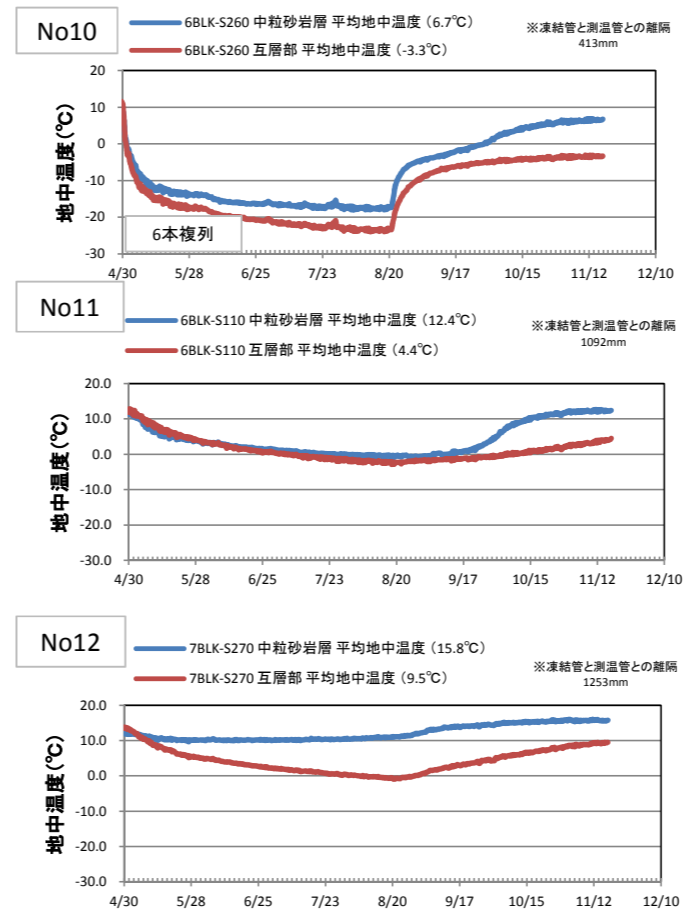 No10
6BLK-S260 中粒砂岩層 平均地中温度 (6.7℃)
6BLK-S260 互層部 平均地中温度 (-3.3℃)
※凍結管と測温管との離隔
413mm
地中温度(℃)
20
10
0
-10
-20
-30
6本複列
4/30 5/28 6/25 7/23 8/20 9/17 10/15 11/12 12/10
No11
6BLK-S110 中粒砂岩層 平均地中温度 (12.4℃)
6BLK-S110 互層部 平均地中温度 (4.4℃)
※凍結管と測温管との離隔
1092mm
地中温度(℃)
20.0
10.0
0.0
-10.0
-20.0
-30.0
4/30 5/28 6/25 7/23 8/20 9/17 10/15 11/12 12/10
No12
7BLK-S270 中粒砂岩層 平均地中温度 (15.8℃)
7BLK-S270 互層部 平均地中温度 (9.5℃)
※凍結管と測温管との離隔
1253mm
地中温度(℃)
20.0
10.0
0.0
-10.0
-20.0
-30.0
4/30 5/28 6/25 7/23 8/20 9/17 10/15 11/12 12/10